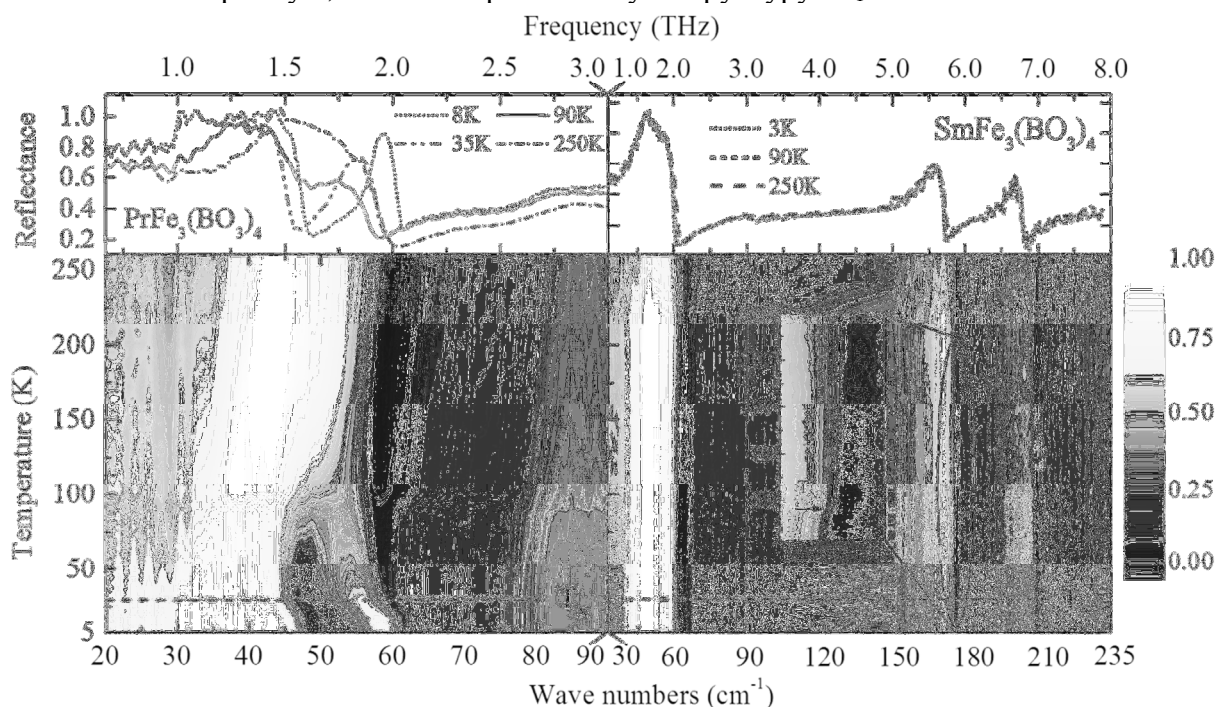 Frequency (THz)
1.0 1.5 2.0 2.5 3.0 1.0 2.0 3.0 4.0 5.0 6.0 7.0 8.0
Reflectance
1.0
0.8
0.6
0.4
0.2
8K 90K
35K 250K
PrFe3(BO3)4
3K
90K
250K
SmFe3(BO3)4
Temperature (K)
250
200
150
100
50
5
1.00
0.75
0.50
0.25
0.00
20 30 40 50 60 70 80 90 30 60 90 120 150 180 210 235
Wave numbers (cm⁻¹)